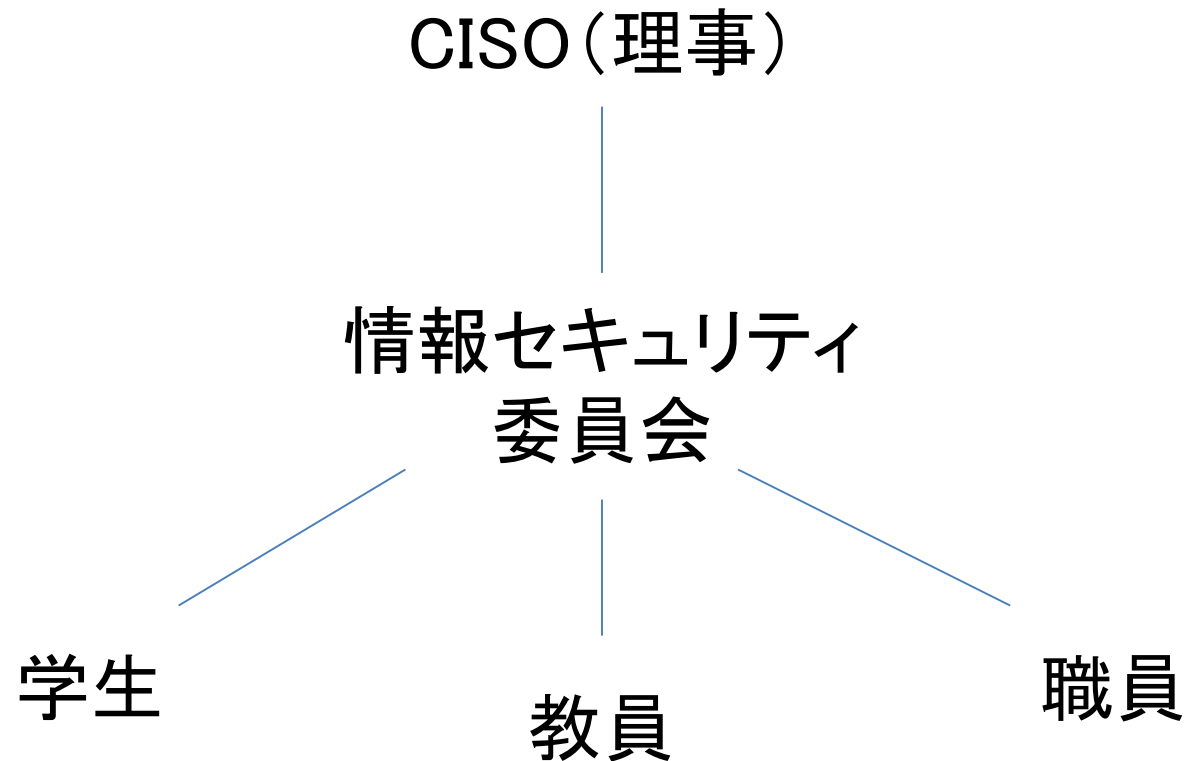 CISO（理事）
情報セキュリティ
委員会
学生
教員
職員